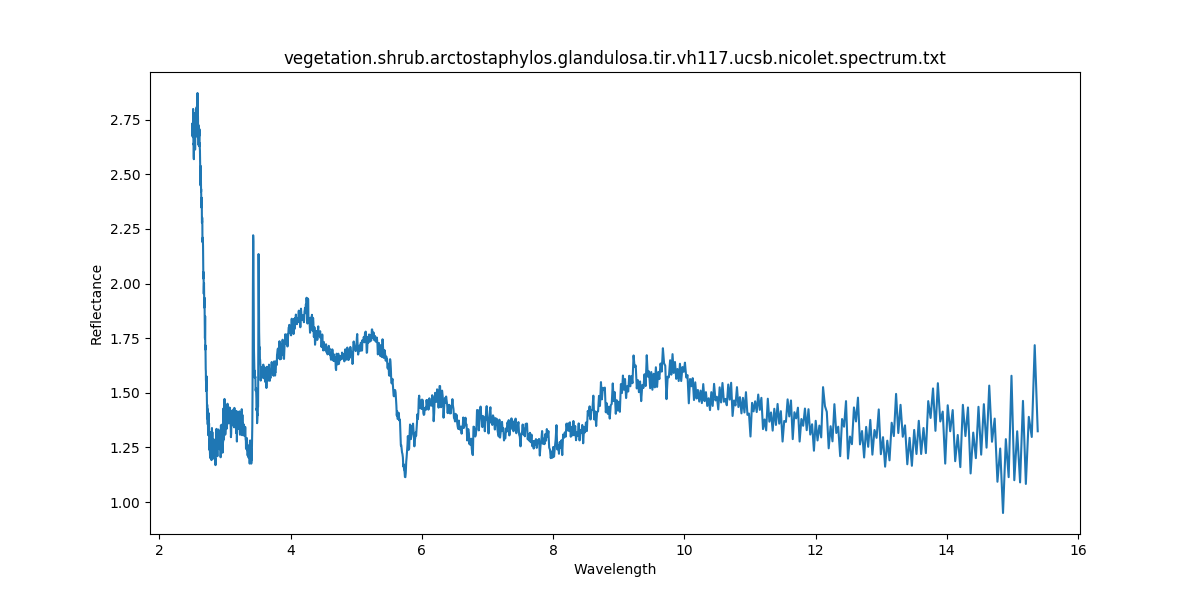 vegetation.shrub.arctostaphylos.glandulosa.tir.vh117.ucsb.nicolet.spectrum.txt
2.75
2.50
2.25
2.00
1.75
1.50
1.25
1.00
Reflectance
2 4 6 8 10 12 14 16
Wavelength